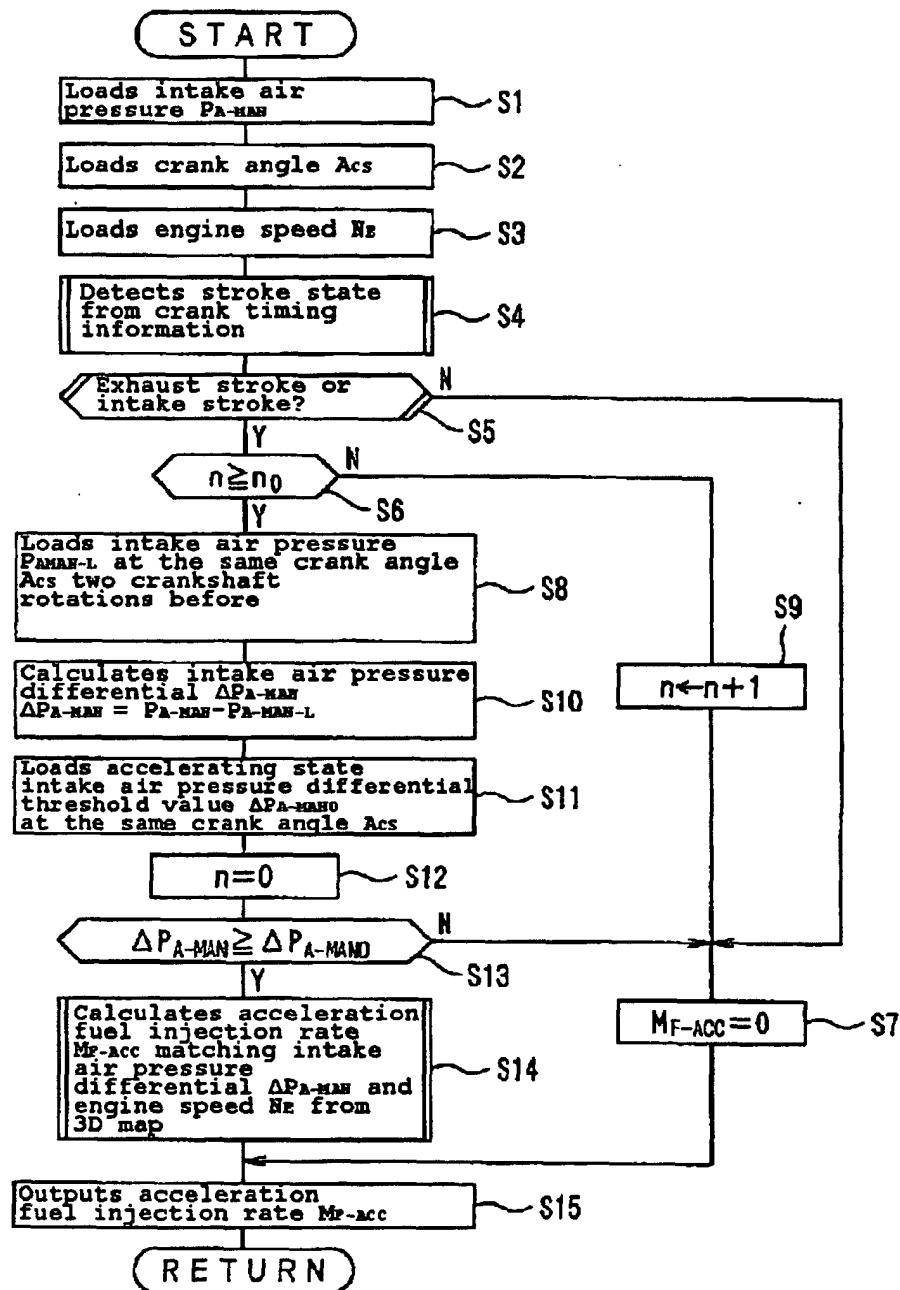 START
Loads intake air
pressure PA-MAN
S1
Loads crank angle ACS
S2
Loads engine speed NE
S3
Detects stroke state
from crank timing
information
S4
Exhaust stroke or
intake stroke?
N
S5
Y
n≧n0
N
S6
Y
Loads intake air pressure
PAMAN-L at the same crank angle
ACS two crankshaft
rotations before
S8
S9
n←n+1
Calculates intake air pressure
differential ΔPA-MAN
ΔPA-MAN = PA-MAN-PA-MAN-L
S10
Loads accelerating state
intake air pressure differential
threshold value ΔPA-MAN0
at the same crank angle ACS
S11
n=0
S12
ΔPA-MAN≧ΔPA-MAN0
N
S13
Y
Calculates acceleration
fuel injection rate
MF-ACC matching intake
air pressure
differential ΔPA-MAN and
engine speed NE from
3D map
S14
MF-ACC=0
S7
Outputs acceleration
fuel injection rate MF-ACC
S15
RETURN